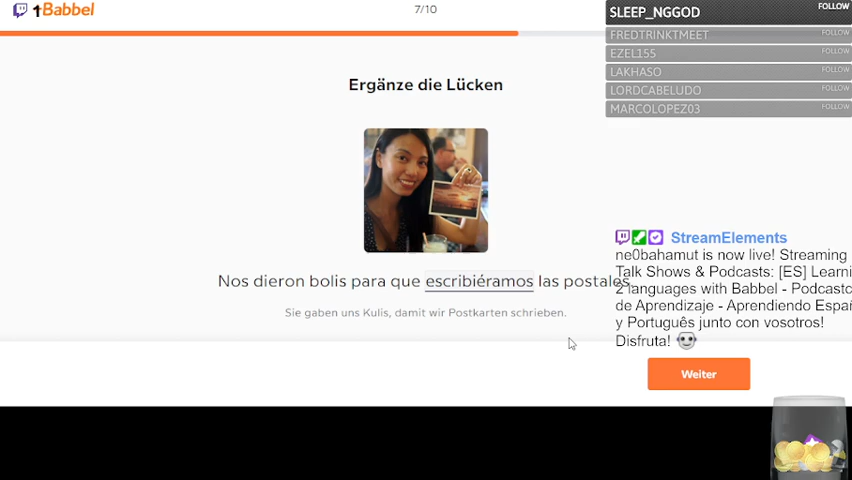 Babbel
7/10
Ergänze die Lücken
Nos dieron bolis para que escribiéramos las postales.
Sie gaben uns Kulis, damit wir Postkarten schrieben.
Weiter
SLEEP_NGGOD FOLLOW
FREDTRINKTMEET FOLLOW
EZEL155 FOLLOW
LAKHASO FOLLOW
LORDCABELUDO FOLLOW
MARCOLOPEZ03 FOLLOW
StreamElements
ne0bahamut is now live! Streaming
Talk Shows & Podcasts: [ES] Learni
2 languages with Babbel - Podcasto
de Aprendizaje - Aprendiendo Españ
y Português junto con vosotros!
Disfruta!